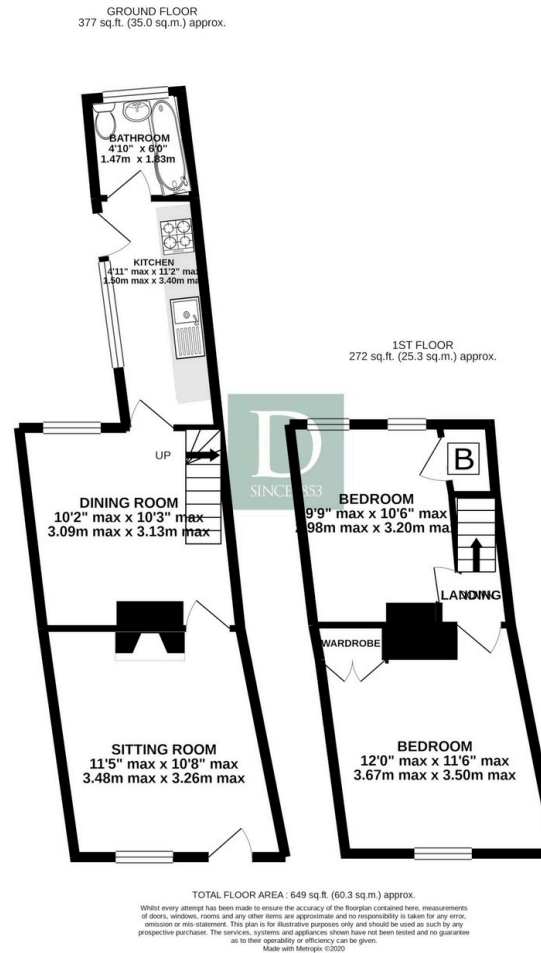 GROUND FLOOR
377 sq.ft. (35.0 sq.m.) approx.
BATHROOM
4'10" x 6'0"
1.47m x 1.83m
KITCHEN
4'11" max x 11'2" max
1.50m max x 3.40m max
1ST FLOOR
272 sq.ft. (25.3 sq.m.) approx.
UP
D
SINCE 1853
B
DINING ROOM
10'2" max x 10'3" max
3.09m max x 3.13m max
BEDROOM
9'9" max x 10'6" max
2.98m max x 3.20m max
LANDING
WARDROBE
SITTING ROOM
11'5" max x 10'8" max
3.48m max x 3.26m max
BEDROOM
12'0" max x 11'6" max
3.67m max x 3.50m max
TOTAL FLOOR AREA : 649 sq.ft. (60.3 sq.m.) approx.
Whilst every attempt has been made to ensure the accuracy of the floorplan contained here, measurements
of doors, windows, rooms and any other items are approximate and no responsibility is taken for any error,
omission or mis-statement. This plan is for illustrative purposes only and should be used as such by any
prospective purchaser. The services, systems and appliances shown have not been tested and no guarantee
as to their operability or efficiency can be given.
Made with Metropix ©2020